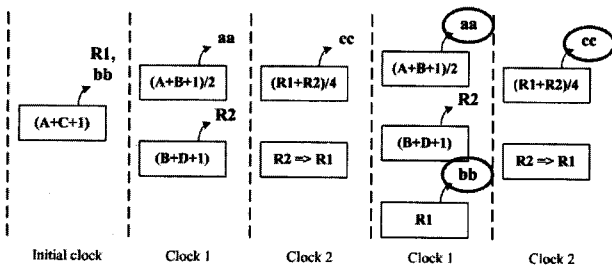 R1,
bb
(A+C+1)
Initial clock
aa
(A+B+1)/2
R2
(B+D+1)
Clock 1
cc
(R1+R2)/4
R2 => R1
Clock 2
aa
(A+B+1)/2
R2
(B+D+1)
bb
R1
Clock 1
cc
(R1+R2)/4
R2 => R1
Clock 2